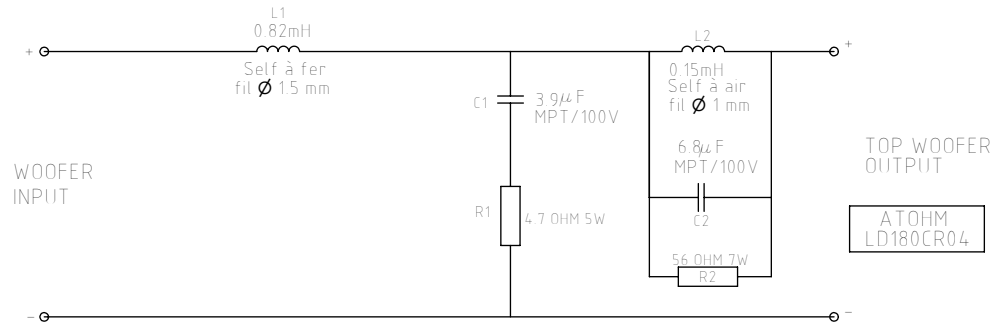 L1
0.82mH
Self à fer
fil Ø 1.5 mm
L2
0.15mH
Self à air
fil Ø 1 mm
+
+
C1
3.9µF
MPT/100V
6.8µF
MPT/100V
C2
WOOFER
INPUT
TOP WOOFER
OUTPUT
R1
4.7 OHM 5W
ATOHM
LD180CR04
56 OHM 7W
R2
-
-